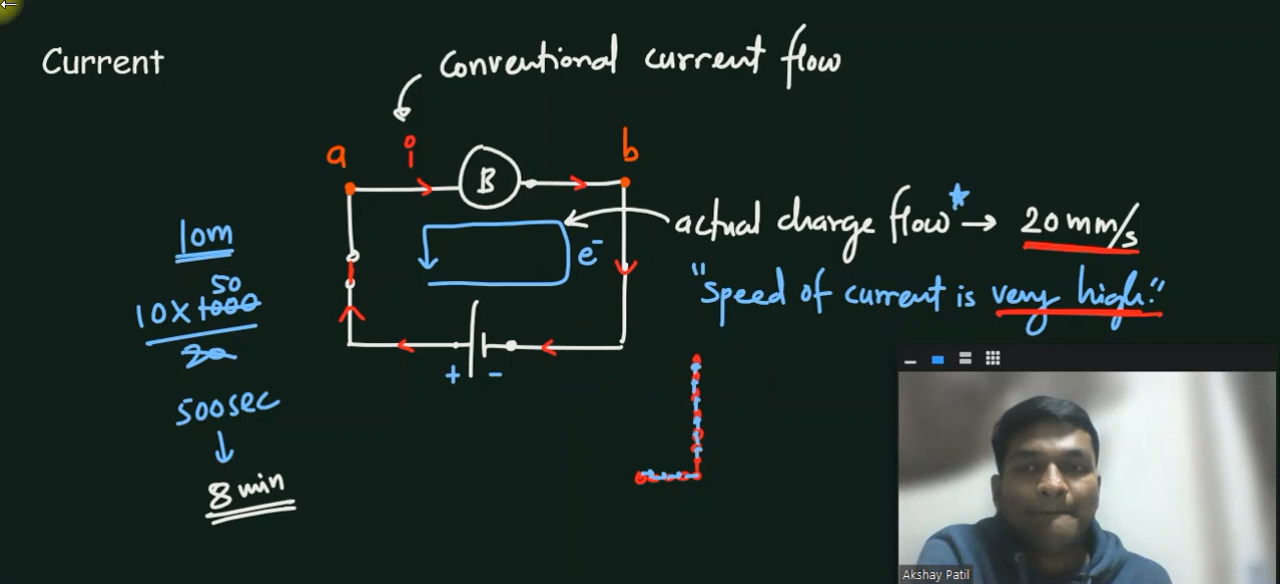 Current
conventional current flow
a
i
B
b
actual charge flow* → 20 mm/s
e⁻
"speed of current is very high."
10m
50
10 x 1000
20
500 sec
↓
8 min
+ -
Akshay Patil